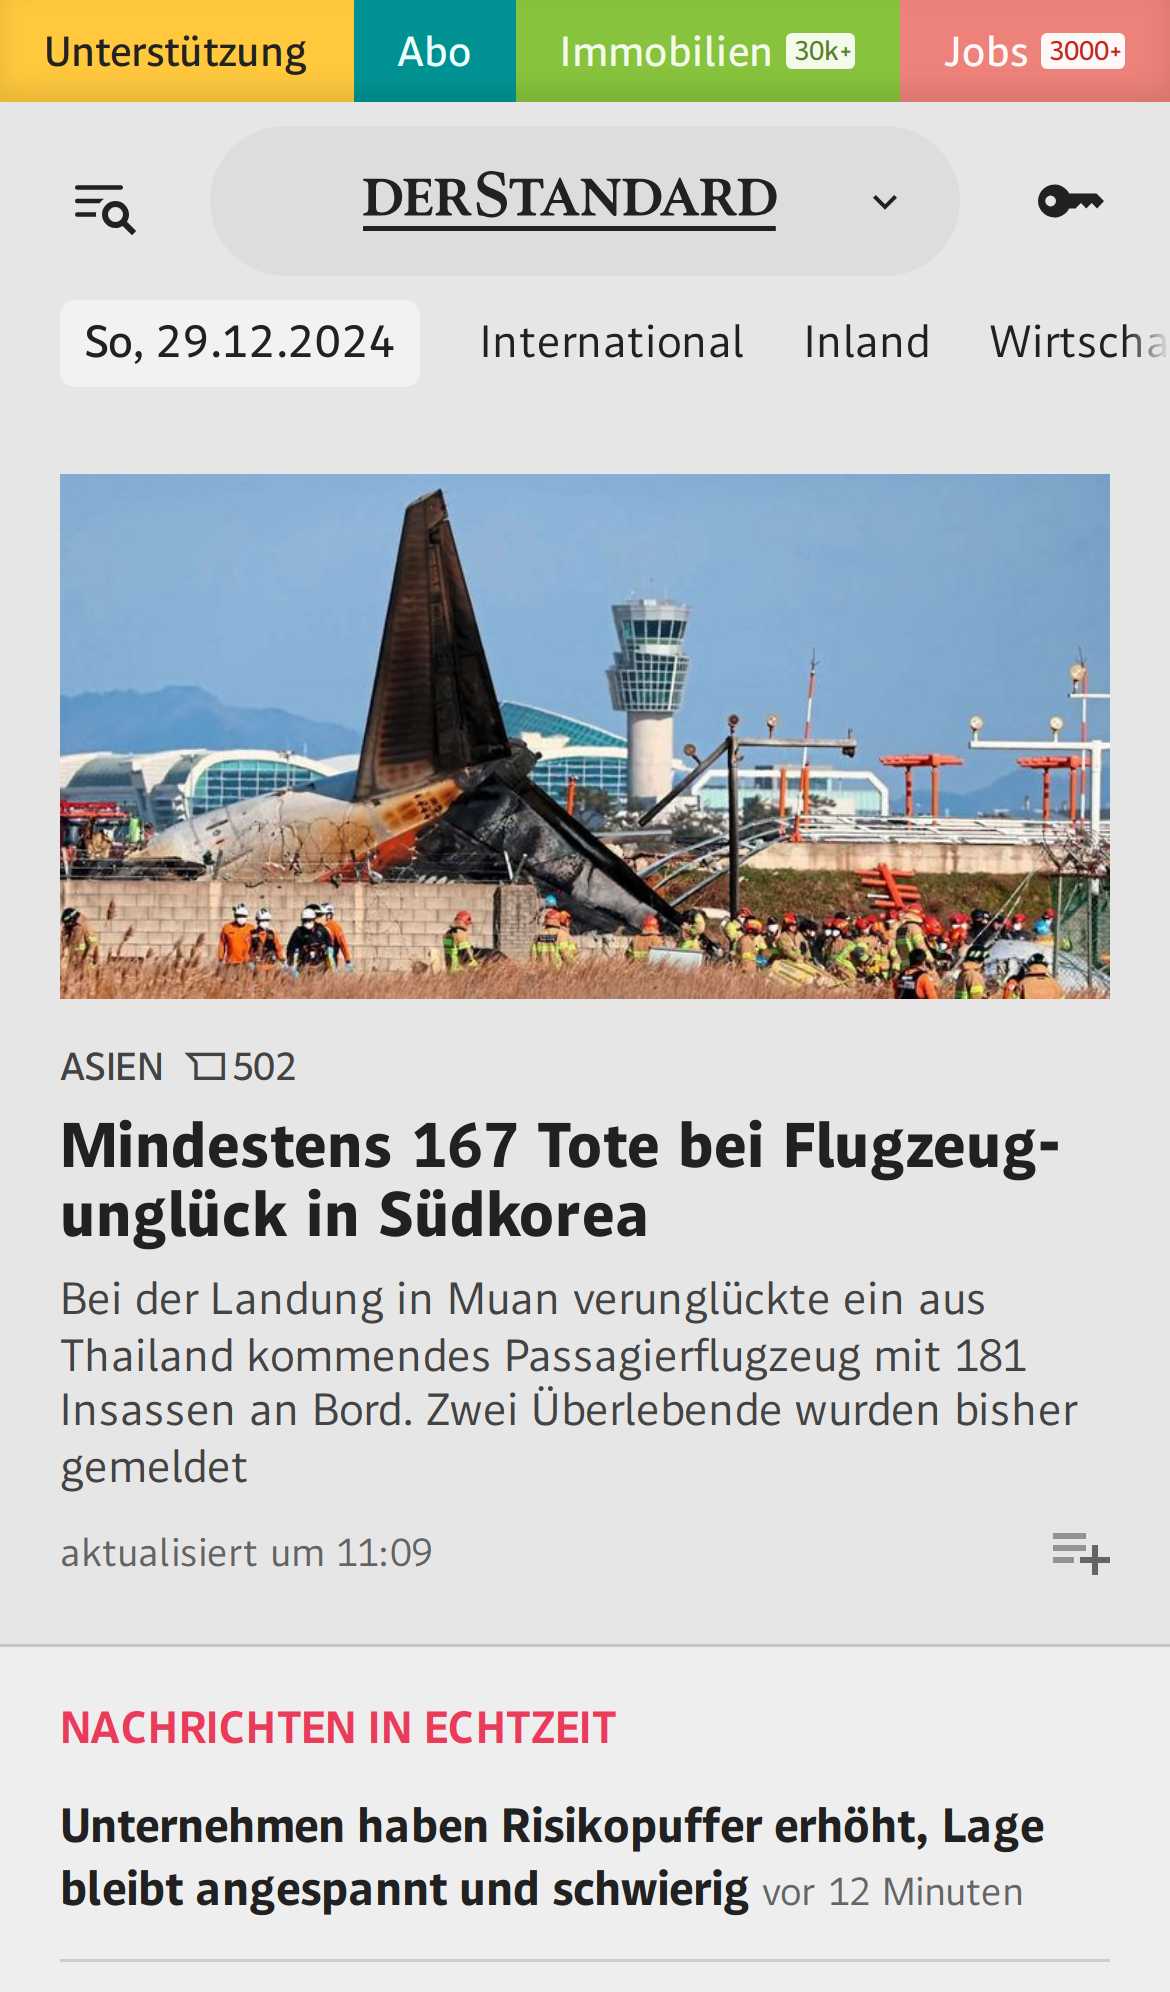 Unterstützung Abo Immobilien 30k+ Jobs 3000+
DERSTANDARD
So, 29.12.2024 International Inland Wirtscha
ASIEN 502
Mindestens 167 Tote bei Flugzeug-
unglück in Südkorea
Bei der Landung in Muan verunglückte ein aus
Thailand kommendes Passagierflugzeug mit 181
Insassen an Bord. Zwei Überlebende wurden bisher
gemeldet
aktualisiert um 11:09
NACHRICHTEN IN ECHTZEIT
Unternehmen haben Risikopuffer erhöht, Lage
bleibt angespannt und schwierig vor 12 Minuten